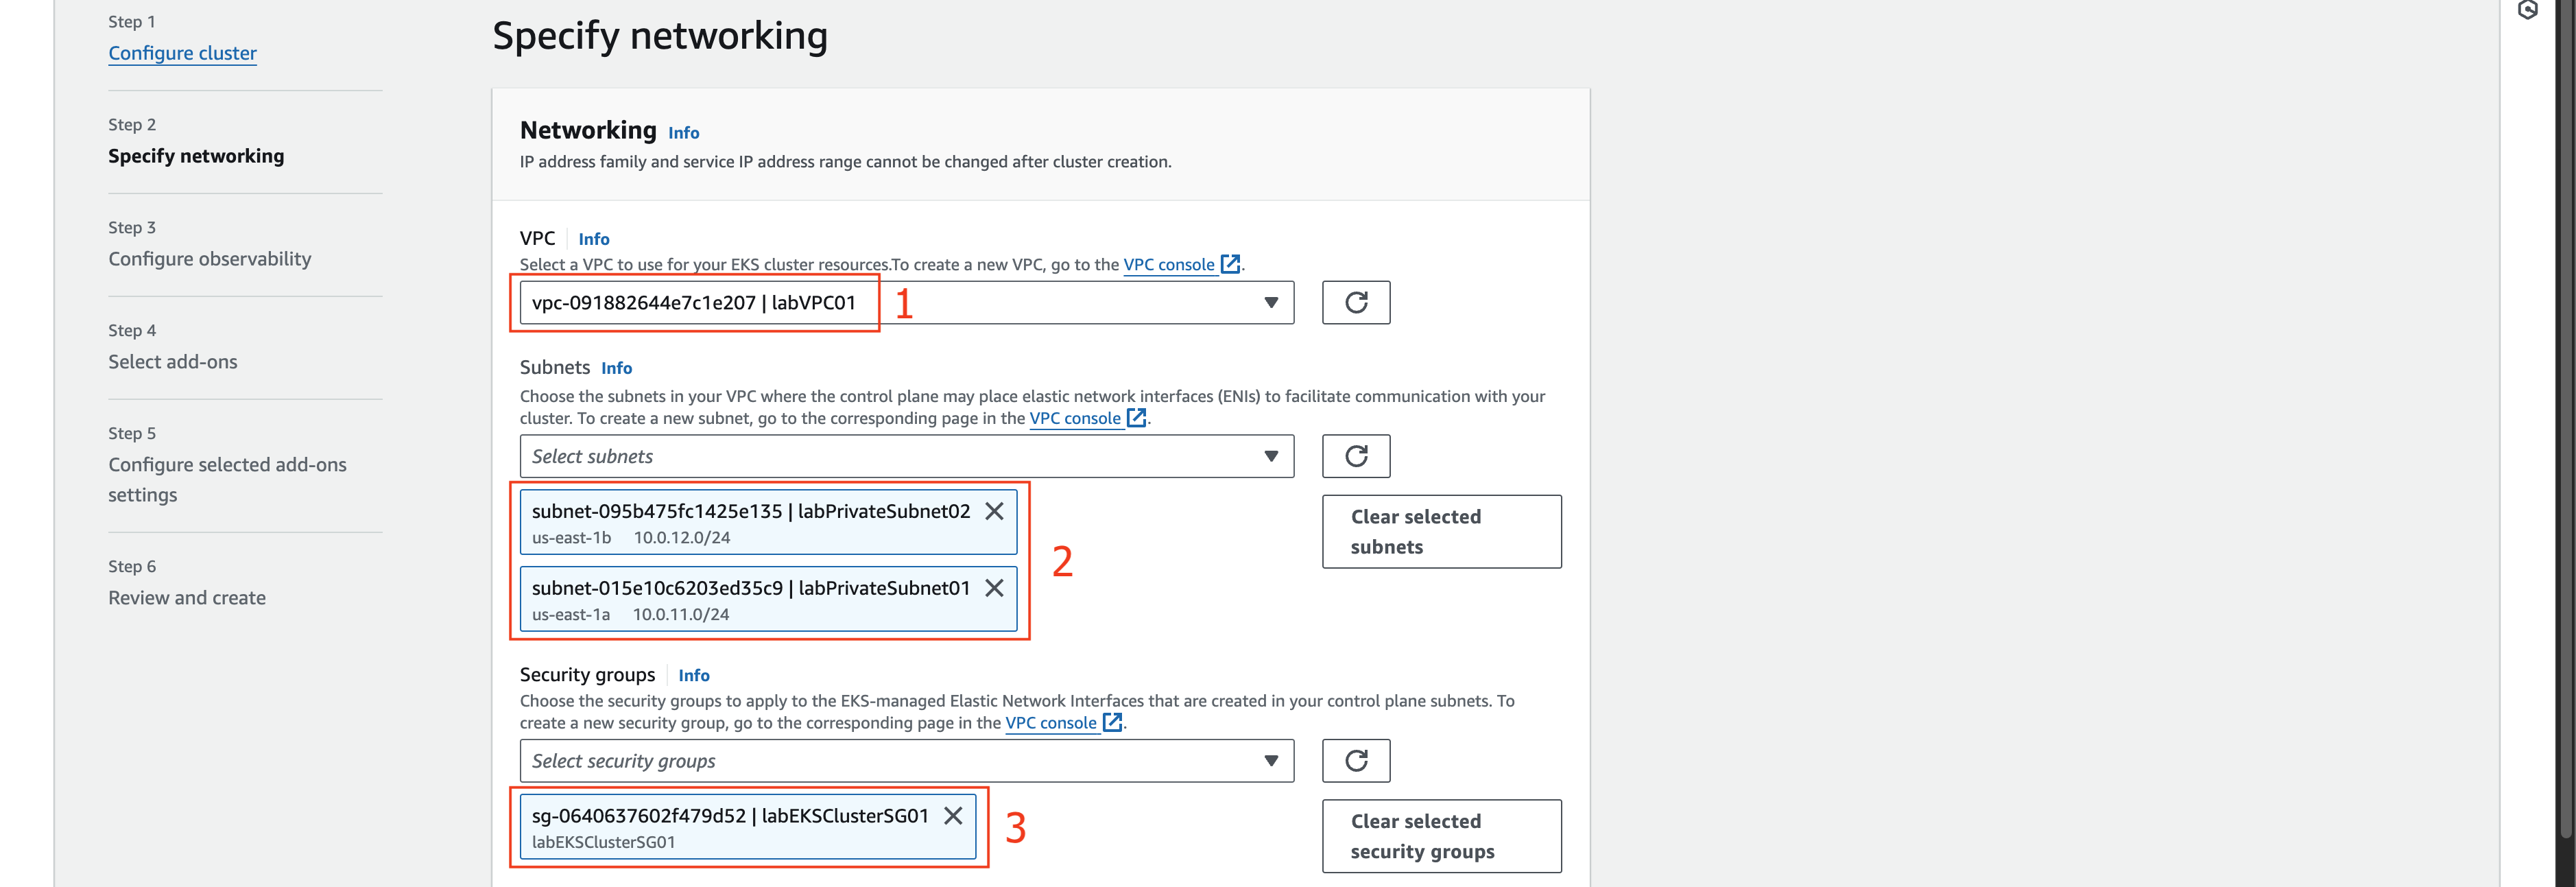 Step 1
Configure cluster
Step 2
Specify networking
Step 3
Configure observability
Step 4
Select add-ons
Step 5
Configure selected add-ons
settings
Step 6
Review and create
Specify networking
Networking Info
IP address family and service IP address range cannot be changed after cluster creation.
VPC Info
Select a VPC to use for your EKS cluster resources.To create a new VPC, go to the VPC console.
vpc-091882644e7c1e207 | labVPC01
1
Subnets Info
Choose the subnets in your VPC where the control plane may place elastic network interfaces (ENIs) to facilitate communication with your
cluster. To create a new subnet, go to the corresponding page in the VPC console.
Select subnets
subnet-095b475fc1425e135 | labPrivateSubnet02
us-east-1b 10.0.12.0/24
subnet-015e10c6203ed35c9 | labPrivateSubnet01
us-east-1a 10.0.11.0/24
2
Clear selected
subnets
Security groups Info
Choose the security groups to apply to the EKS-managed Elastic Network Interfaces that are created in your control plane subnets. To
create a new security group, go to the corresponding page in the VPC console.
Select security groups
sg-0640637602f479d52 | labEKSClusterSG01
labEKSClusterSG01
3
Clear selected
security groups